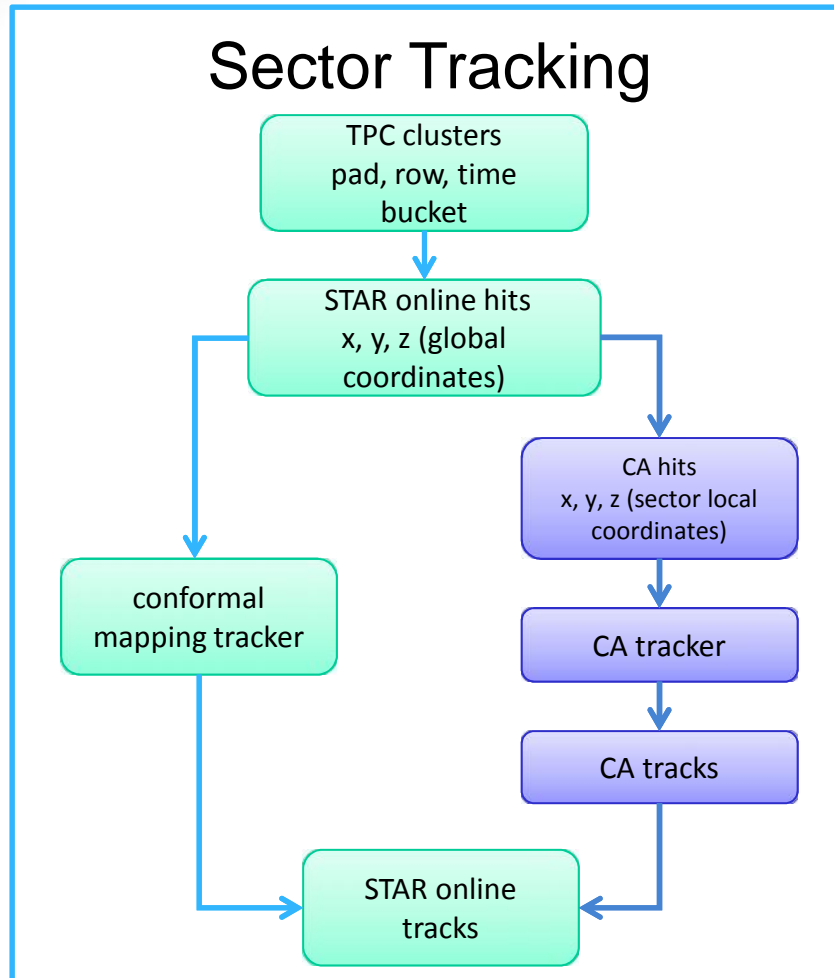 Sector Tracking
TPC clusters
pad, row, time
bucket
STAR online hits
x, y, z (global
coordinates)
CA hits
x, y, z (sector local
coordinates)
conformal
mapping tracker
CA tracker
CA tracks
STAR online
tracks